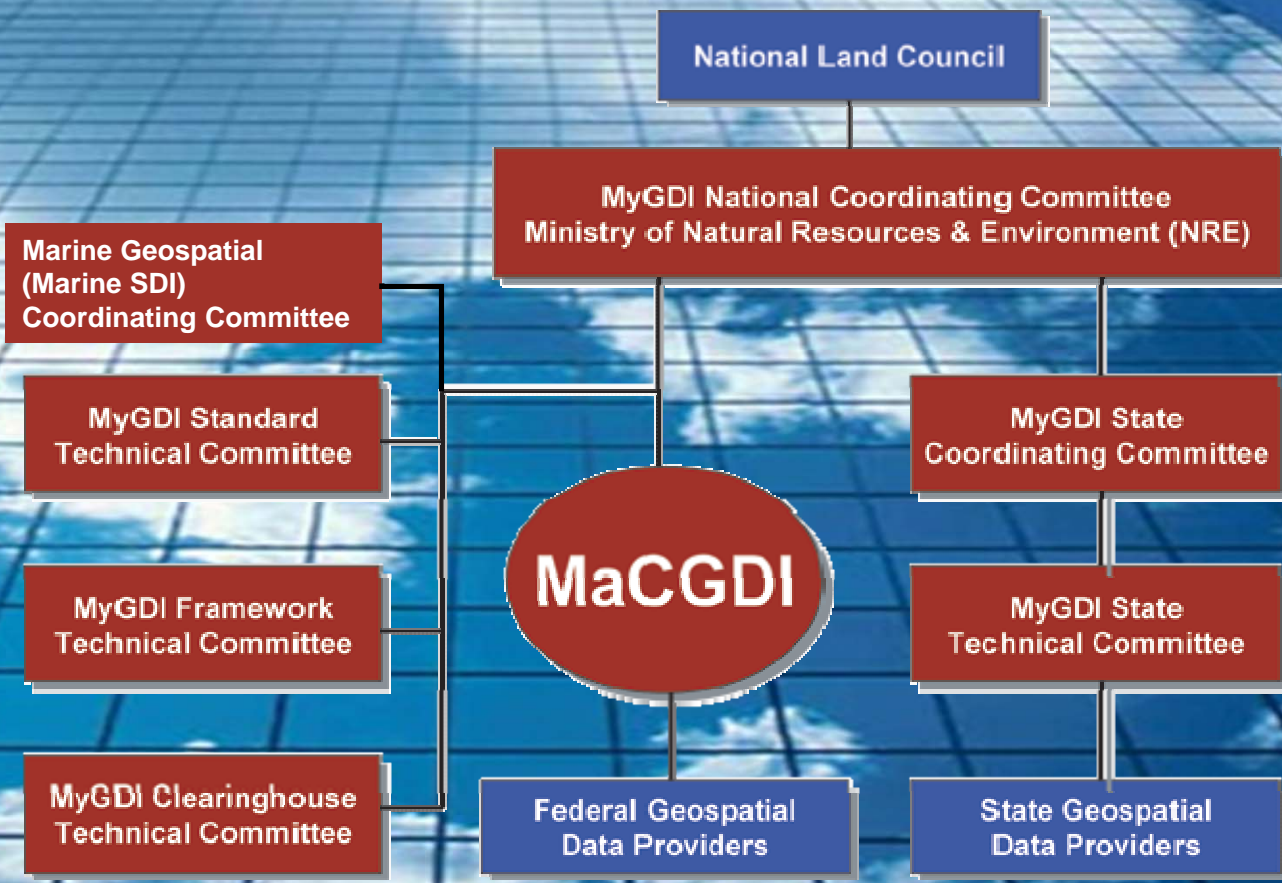 National Land Council
MyGDI National Coordinating Committee
Ministry of Natural Resources & Environment (NRE)
Marine Geospatial
(Marine SDI)
Coordinating Committee
MyGDI Standard
Technical Committee
MyGDI State
Coordinating Committee
MaCGDI
MyGDI Framework
Technical Committee
MyGDI State
Technical Committee
MyGDI Clearinghouse
Technical Committee
Federal Geospatial
Data Providers
State Geospatial
Data Providers